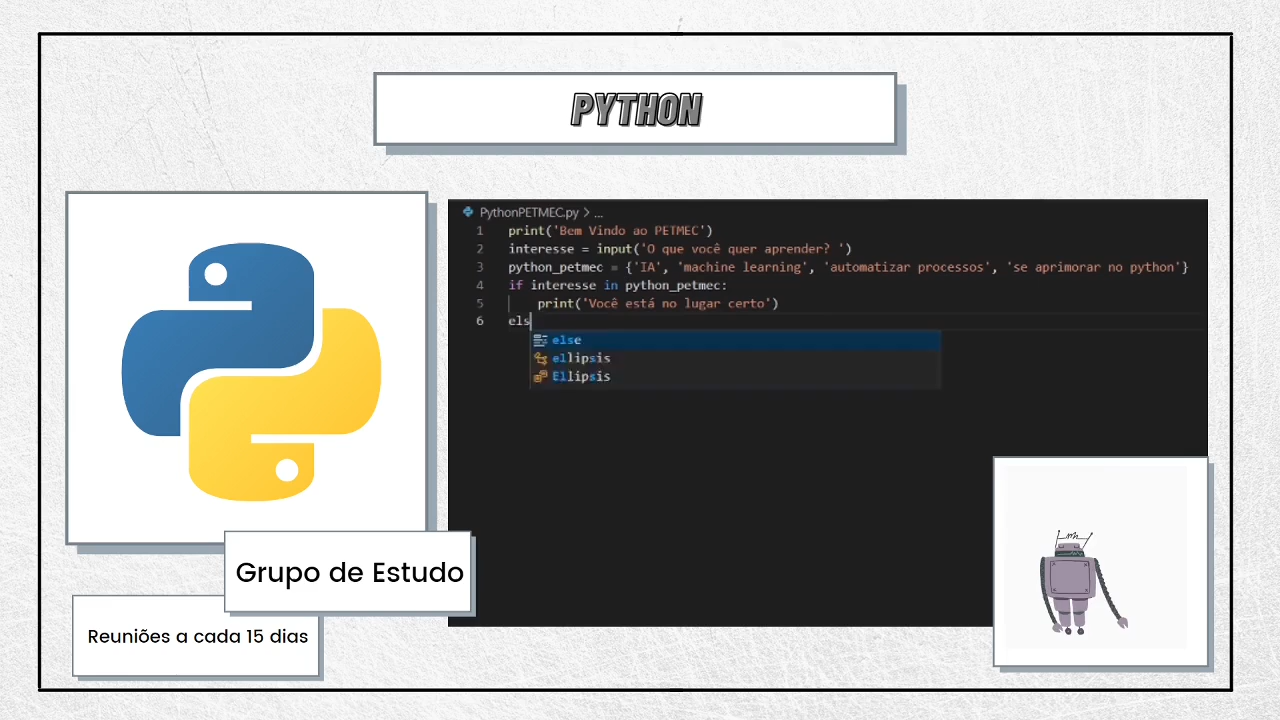 PYTHON
PythonPETMEC.py > ...
1 print('Bem Vindo ao PETMEC')
2 interesse = input('O que você quer aprender? ')
3 python_petmec = {'IA', 'machine learning', 'automatizar processos', 'se aprimorar no python'}
4 if interesse in python_petmec:
5 print('Você está no lugar certo')
6 els
else
ellipsis
Ellipsis
Grupo de Estudo
Reuniões a cada 15 dias